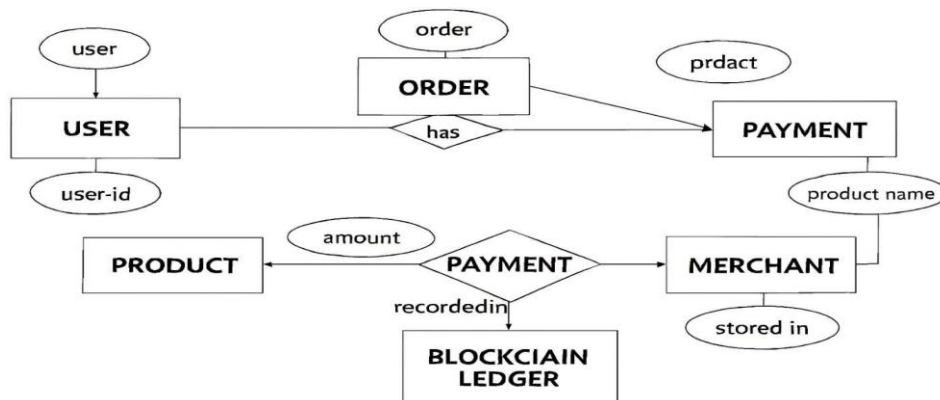 user
order
prdact
ORDER
USER
has
PAYMENT
user-id
product name
amount
PRODUCT
PAYMENT
MERCHANT
recordedin
stored in
BLOCKCIAIN
LEDGER